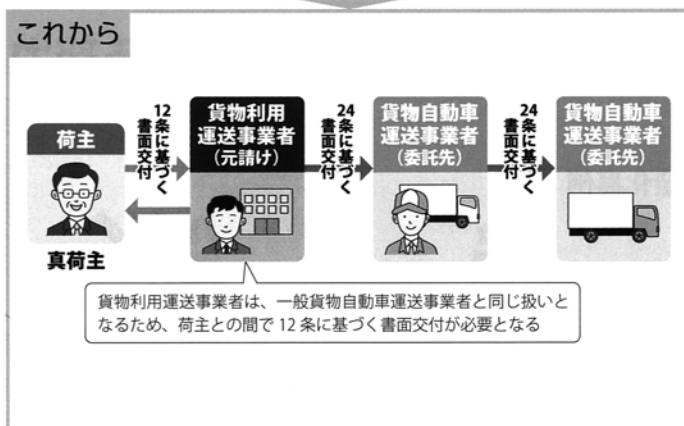 これから
荷主
真荷主
12条に基づく
書面交付
貨物利用
運送事業者
（元請け）
24条に基づく
書面交付
貨物自動車
運送事業者
（委託先）
24条に基づく
書面交付
貨物自動車
運送事業者
（委託先）
貨物利用運送事業者は、一般貨物自動車運送事業者と同じ扱いと
なるため、荷主との間で 12 条に基づく書面交付が必要となる